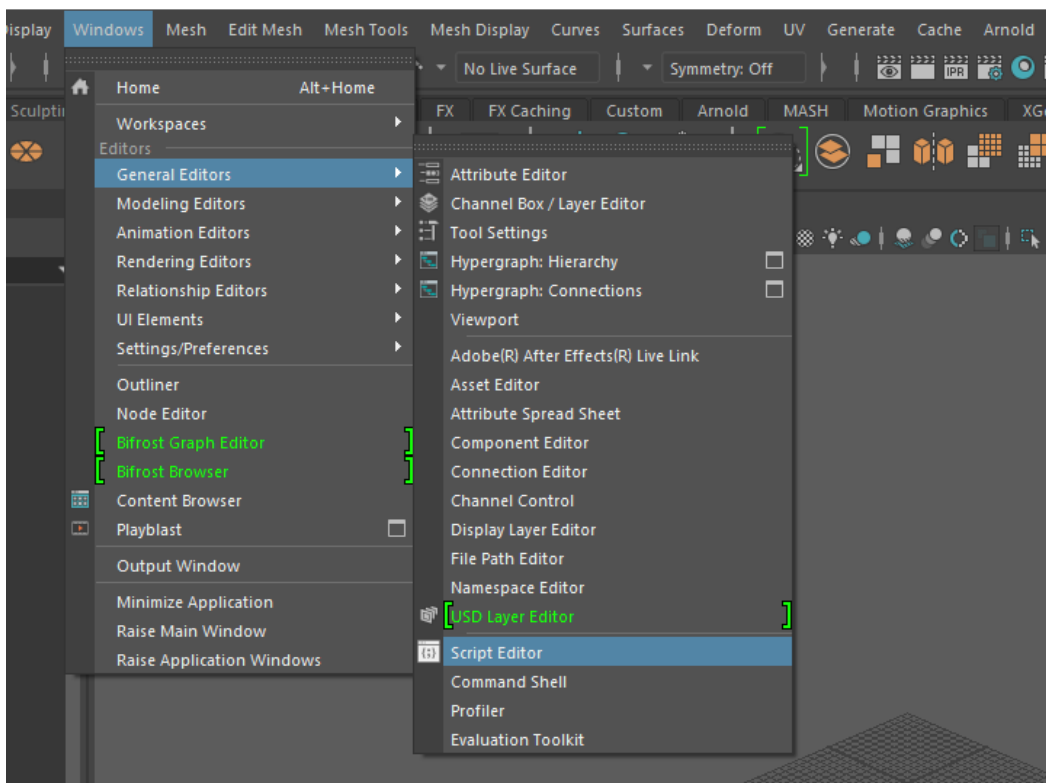 isplay Windows Mesh Edit Mesh Mesh Tools Mesh Display Curves Surfaces Deform UV Generate Cache Arnold
No Live Surface Symmetry: Off IPR
Sculptin FX FX Caching Custom Arnold MASH Motion Graphics XGe
Home Alt+Home
Workspaces
Editors
General Editors
Modeling Editors
Animation Editors
Rendering Editors
Relationship Editors
UI Elements
Settings/Preferences
Outliner
Node Editor
Bifrost Graph Editor
Bifrost Browser
Content Browser
Playblast
Output Window
Minimize Application
Raise Main Window
Raise Application Windows
Attribute Editor
Channel Box / Layer Editor
Tool Settings
Hypergraph: Hierarchy
Hypergraph: Connections
Viewport
Adobe(R) After Effects(R) Live Link
Asset Editor
Attribute Spread Sheet
Component Editor
Connection Editor
Channel Control
Display Layer Editor
File Path Editor
Namespace Editor
USD Layer Editor
Script Editor
Command Shell
Profiler
Evaluation Toolkit